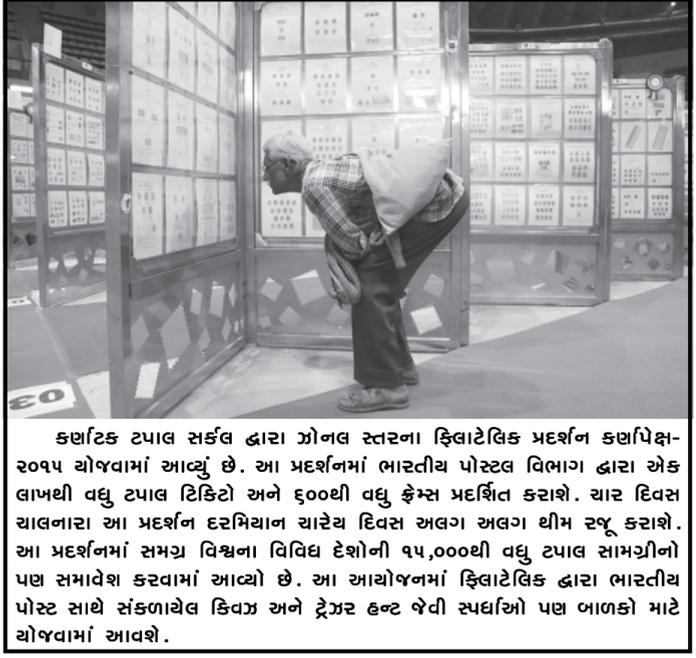 03
કર્ણાટક ટપાલ સર્કલ દ્વારા ઝોનલ સ્તરના ફિલાટેલિક પ્રદર્શન કર્ણાપેક્ષ-
૨૦૧૫ યોજવામાં આવ્યું છે. આ પ્રદર્શનમાં ભારતીય પોસ્ટલ વિભાગ દ્વારા એક
લાખથી વધુ ટપાલ ટિકિટો અને ૬૦૦થી વધુ ફ્રેમ્સ પ્રદર્શિત કરાશે. ચાર દિવસ
ચાલનારા આ પ્રદર્શન દરમિયાન ચારેય દિવસ અલગ અલગ થીમ રજૂ કરાશે.
આ પ્રદર્શનમાં સમગ્ર વિશ્વના વિવિધ દેશોની ૧૫,૦૦૦થી વધુ ટપાલ સામગ્રીનો
પણ સમાવેશ કરવામાં આવ્યો છે. આ આયોજનમાં ફિલાટેલિક દ્વારા ભારતીય
પોસ્ટ સાથે સંકળાયેલ ક્વિઝ અને ટ્રેઝર હન્ટ જેવી સ્પર્ધાઓ પણ બાળકો માટે
યોજવામાં આવશે.